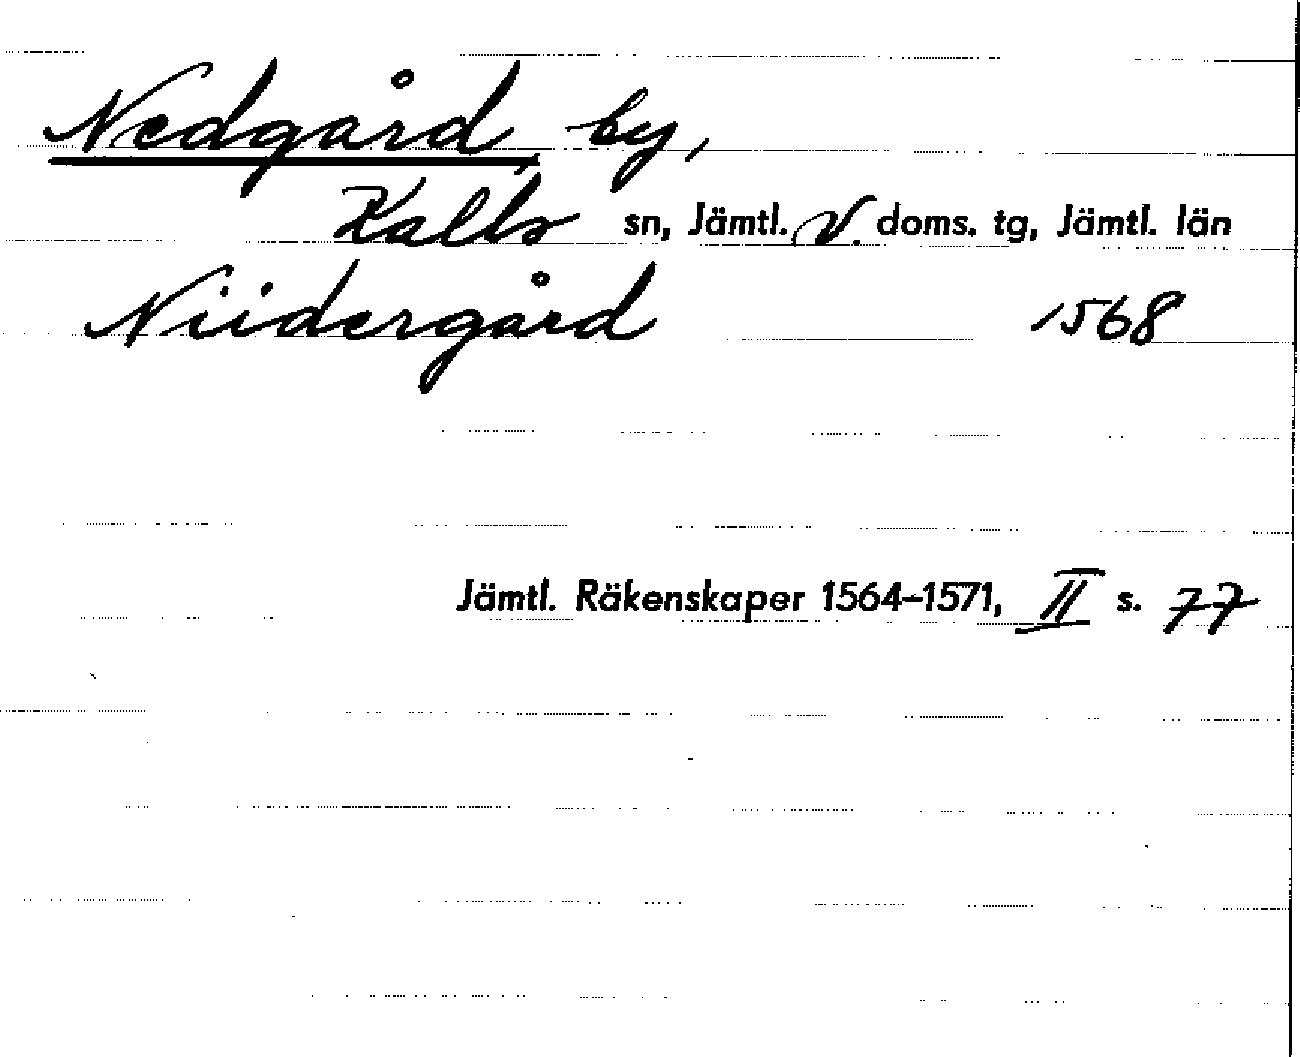 Nedgård, by,
Kalls sn, Jämtl. V. doms. tg, Jämtl. län
Niidergård 1568
Jämtl. Räkenskaper 1564–1571, II s. 77